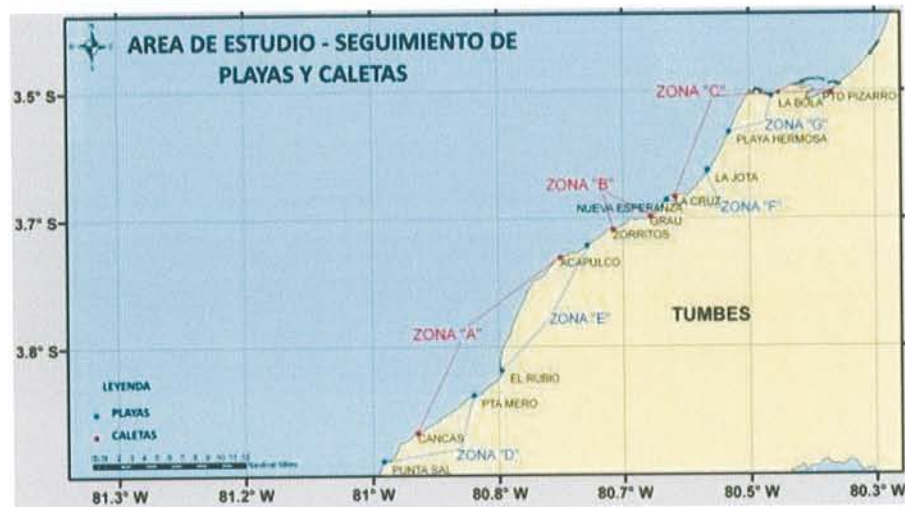 AREA DE ESTUDIO - SEGUIMIENTO DE
PLAYAS Y CALETAS
3.5° S
ZONA "C"
LA BOLA
PTO PIZARRO
ZONA "G"
PLAYA HERMOSA
LA JOTA
ZONA "B"
NUEVA ESPERANZA
LA CRUZ
ZONA "F"
3.7° S
GRAU
ZORRITOS
ACAPULCO
ZONA "E"
TUMBES
ZONA "A"
3.8° S
EL RUBIO
LEYENDA
PTA MERO
PLAYAS
CALETAS
CANCAS
ZONA "D"
PUNTA SAL
81.3° W
81.2° W
81° W
80.8° W
80.7° W
80.5° W
80.3° W